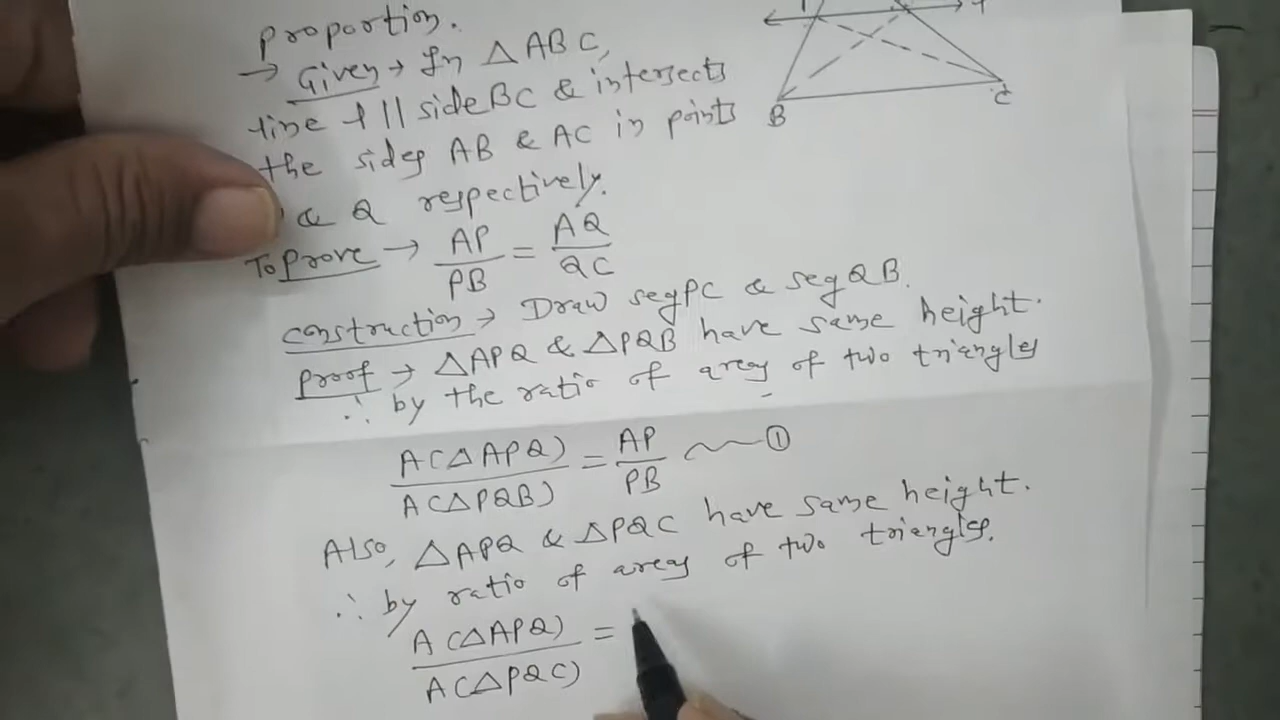 proportion.
→ Given → In △ABC,
line l || side BC & intersects
the sides AB & AC in points
& Q respectively.
To prove → AP/PB = AQ/QC
construction → Draw seg PC & seg QB.
proof → △APQ & △PQB have same height.
∴ by the ratio of areas of two triangles
A(△APQ)/A(△PQB) = AP/PB ~ ①
Also, △APQ & △PQC have same height.
∴ by ratio of areas of two triangles.
A(△APQ)/A(△PQC) =
B
C